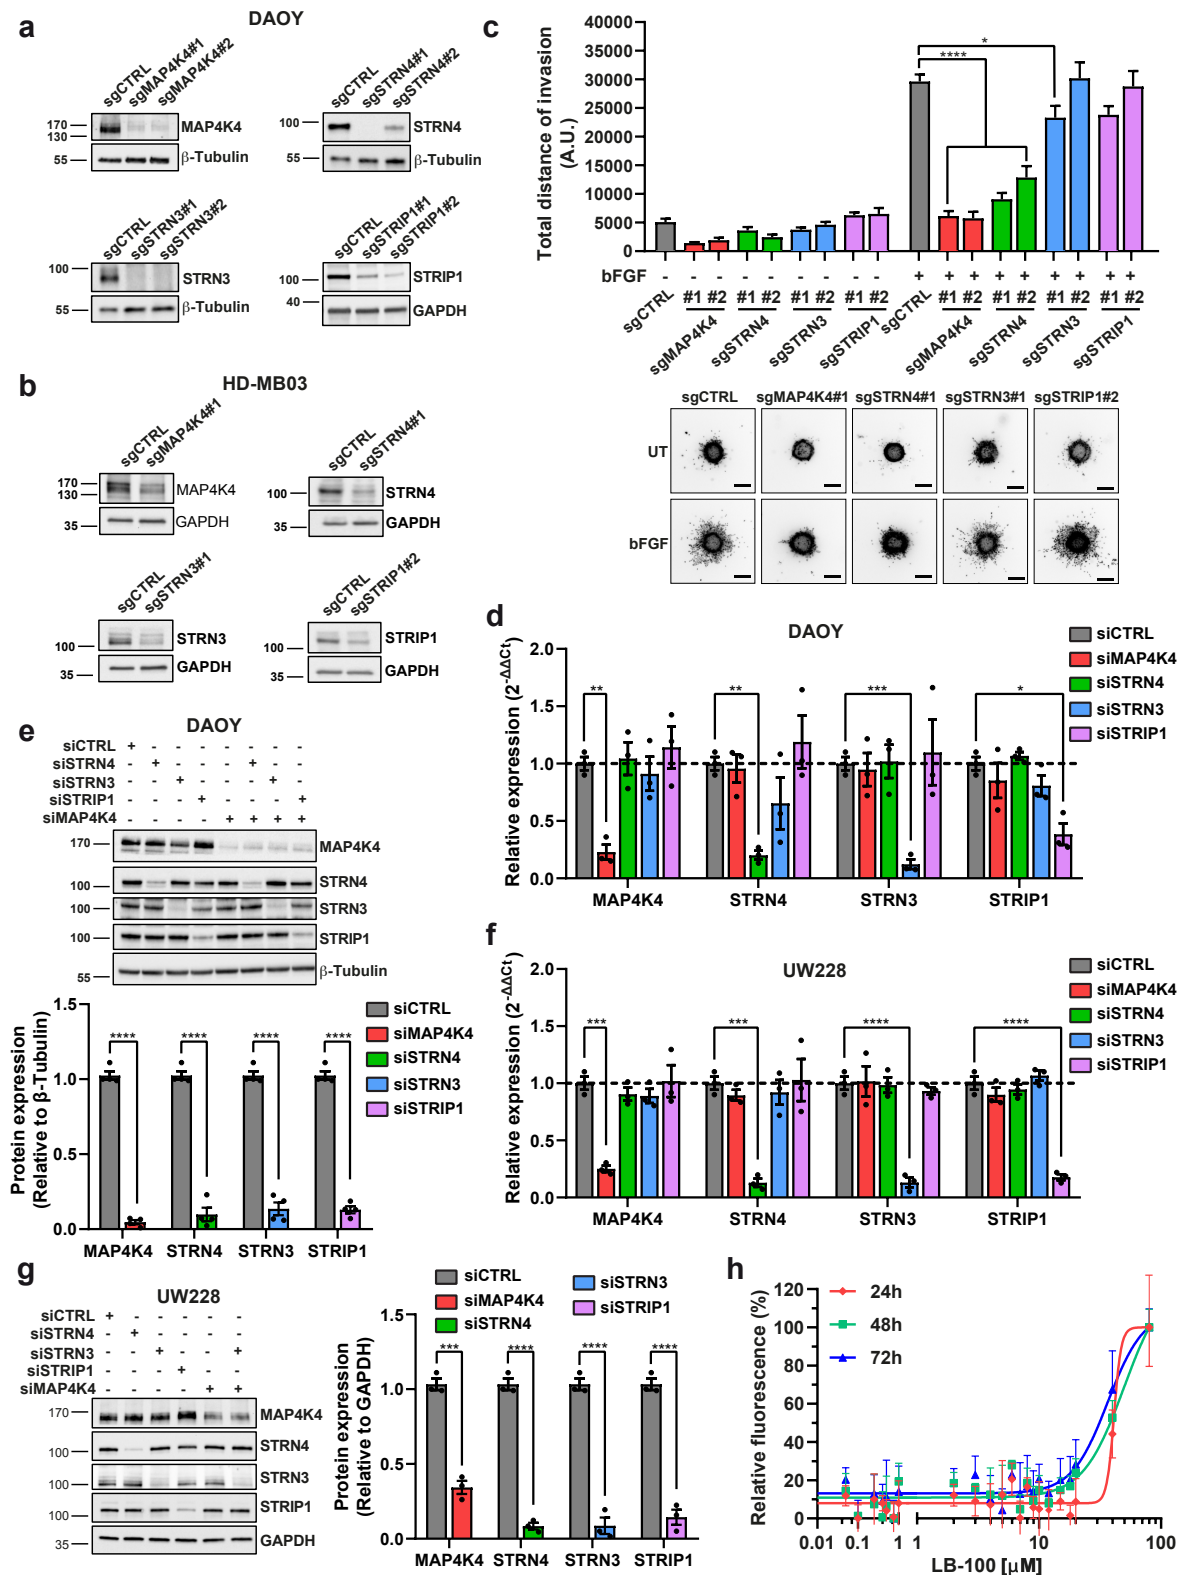 a
DAOY
sgCTRL
sgMAP4K4#1
sgMAP4K4#2
170
130
55
MAP4K4
β-Tubulin
sgCTRL
sgSTRN4#1
sgSTRN4#2
100
55
STRN4
β-Tubulin
sgCTRL
sgSTRN3#1
sgSTRN3#2
100
55
STRN3
β-Tubulin
sgCTRL
sgSTRIP1#1
sgSTRIP1#2
100
40
STRIP1
GAPDH
b
HD-MB03
sgCTRL
sgMAP4K4#1
170
130
35
MAP4K4
GAPDH
sgCTRL
sgSTRN4#1
100
35
STRN4
GAPDH
sgCTRL
sgSTRN3#1
100
35
STRN3
GAPDH
sgCTRL
sgSTRIP1#2
100
35
STRIP1
GAPDH
c
Total distance of invasion
(A.U.)
40000
35000
30000
25000
20000
15000
10000
5000
0
*
****
bFGF
- - - - - - - - - + + + + + + + + +
#1 #2 #1 #2 #1 #2 #1 #2 #1 #2 #1 #2 #1 #2 #1 #2
sgCTRL
sgMAP4K4
sgSTRN4
sgSTRN3
sgSTRIP1
sgCTRL
sgMAP4K4
sgSTRN4
sgSTRN3
sgSTRIP1
sgCTRL sgMAP4K4#1 sgSTRN4#1 sgSTRN3#1 sgSTRIP1#2
UT
bFGF
d
DAOY
Relative expression (2^-ΔΔCt)
2.0
1.5
1.0
0.5
0.0
** ** *** *
MAP4K4 STRN4 STRN3 STRIP1
siCTRL
siMAP4K4
siSTRN4
siSTRN3
siSTRIP1
e
DAOY
siCTRL + - - - - - - -
siSTRN4 - + - - - + - -
siSTRN3 - - + - - - + -
siSTRIP1 - - - + - - - +
siMAP4K4 - - - - + + + +
170 MAP4K4
100 STRN4
100 STRN3
100 STRIP1
55 β-Tubulin
Protein expression
(Relative to β-Tubulin)
1.5
1.0
0.5
0.0
**** **** **** ****
MAP4K4 STRN4 STRN3 STRIP1
siCTRL
siMAP4K4
siSTRN4
siSTRN3
siSTRIP1
f
UW228
Relative expression (2^-ΔΔCt)
2.0
1.5
1.0
0.5
0.0
*** *** **** ****
MAP4K4 STRN4 STRN3 STRIP1
siCTRL
siMAP4K4
siSTRN4
siSTRN3
siSTRIP1
g
UW228
siCTRL + - - - - -
siSTRN4 - + - - - -
siSTRN3 - - + - - +
siSTRIP1 - - - + - -
siMAP4K4 - - - - + +
170 MAP4K4
100 STRN4
100 STRN3
100 STRIP1
35 GAPDH
siCTRL
siMAP4K4
siSTRN4
siSTRN3
siSTRIP1
Protein expression
(Relative to GAPDH)
1.5
1.0
0.5
0.0
*** **** **** ****
MAP4K4 STRN4 STRN3 STRIP1
h
Relative fluorescence (%)
120
100
80
60
40
20
0
24h
48h
72h
0.01 0.1 1 1 10 100
LB-100 [µM]